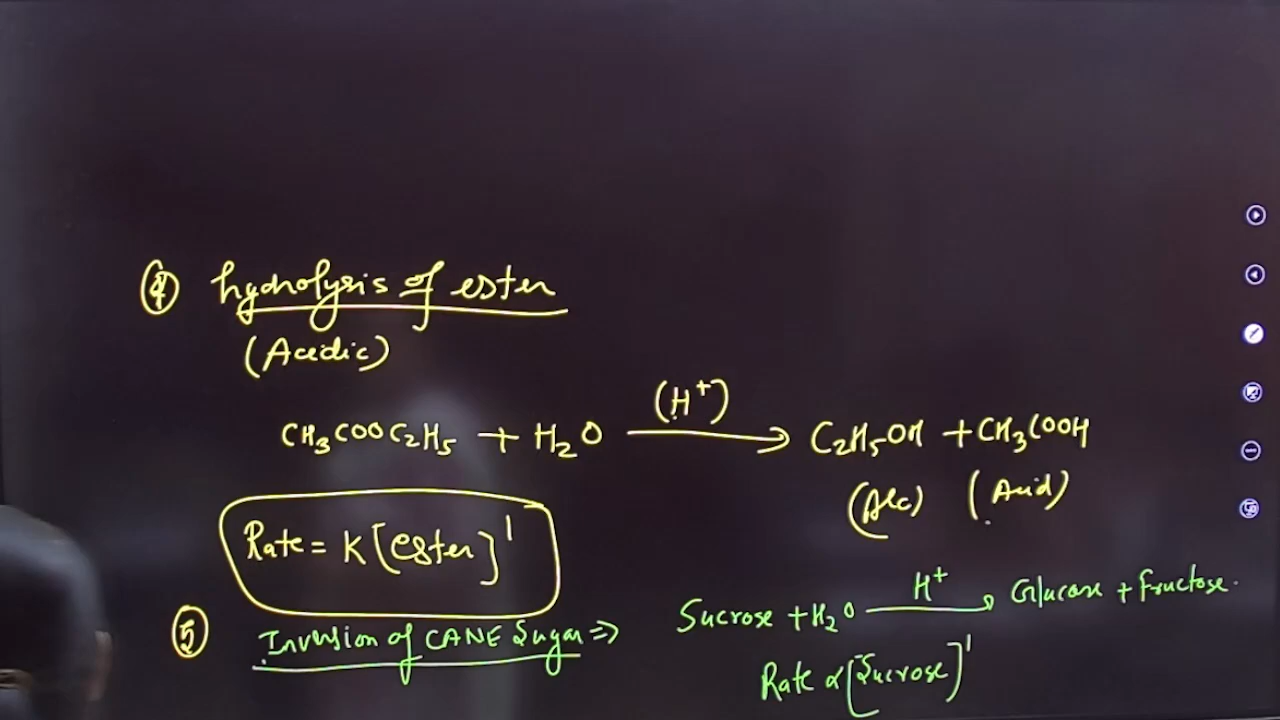 ④ hydrolysis of ester
(Acidic)
CH₃COOC₂H₅ + H₂O —(H⁺)→ C₂H₅OH + CH₃COOH
(Alc) (Acid)
Rate = K[ester]¹
⑤ Inversion of CANE Sugar ⇒ Sucrose + H₂O —H⁺→ Glucose + Fructose.
Rate ∝ [Sucrose]¹